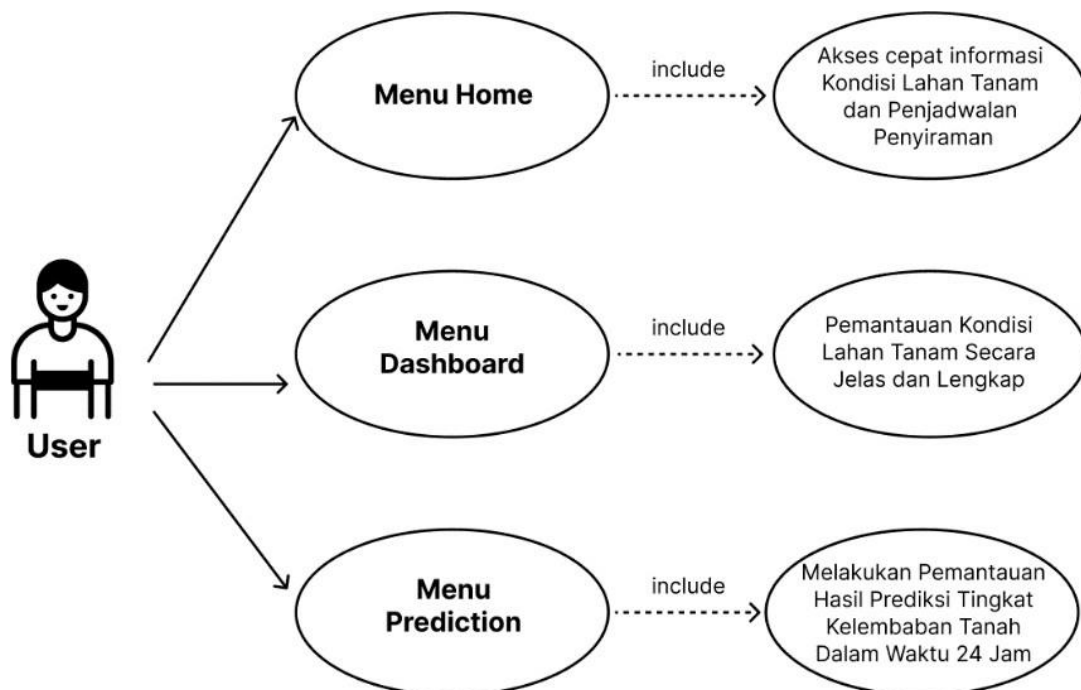 Menu Home
include
Akses cepat informasi
Kondisi Lahan Tanam
dan Penjadwalan
Penyiraman
User
Menu
Dashboard
include
Pemantauan Kondisi
Lahan Tanam Secara
Jelas dan Lengkap
Menu
Prediction
include
Melakukan Pemantauan
Hasil Prediksi Tingkat
Kelembaban Tanah
Dalam Waktu 24 Jam